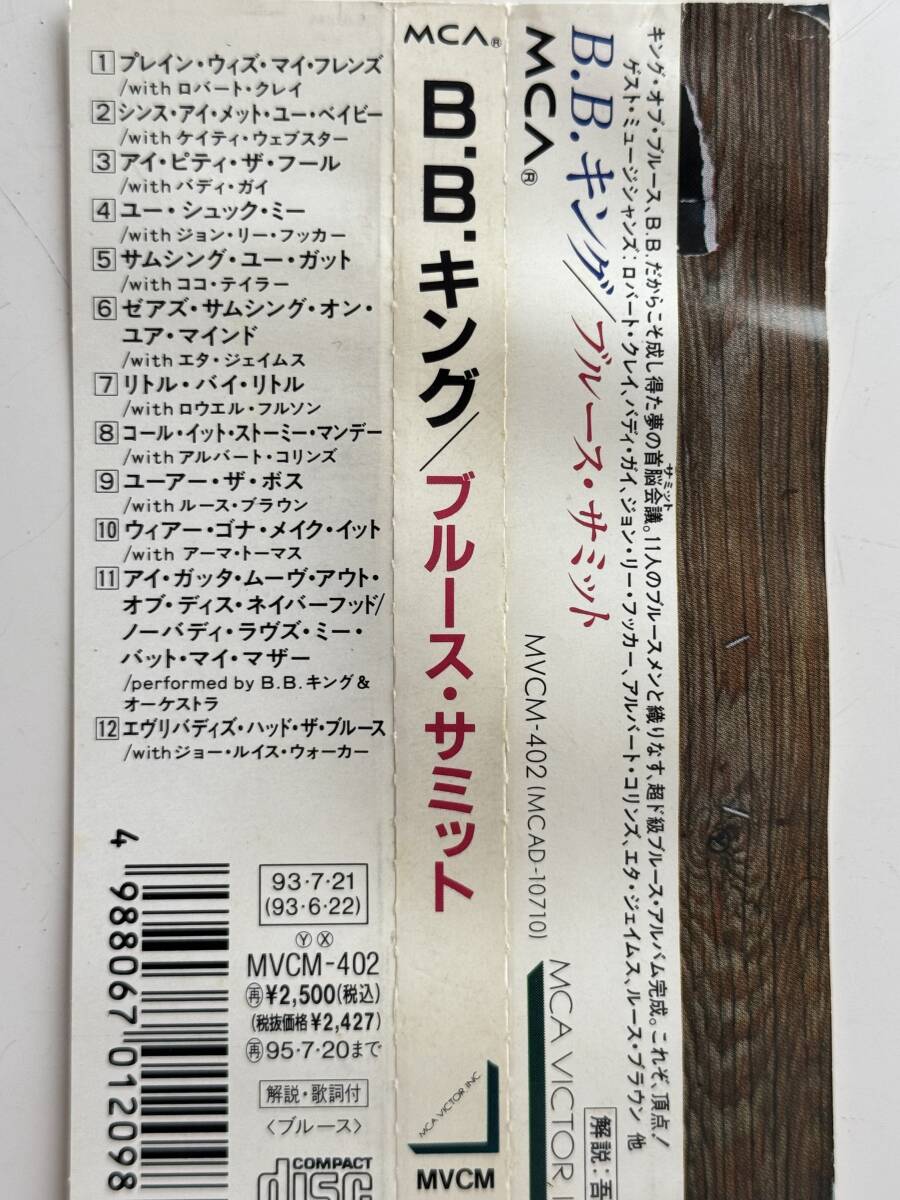 1 プレイン・ウィズ・マイ・フレンズ
/with ロバート・クレイ
2 シンス・アイ・メット・ユー・ベイビー
/with ケイティ・ウェブスター
3 アイ・ピティ・ザ・フール
/with バディ・ガイ
4 ユー・シュック・ミー
/with ジョン・リー・フッカー
5 サムシング・ユー・ガット
/with ココ・テイラー
6 ゼアズ・サムシング・オン・
ユア・マインド
/with エタ・ジェイムス
7 リトル・バイ・リトル
/with ロウエル・フルソン
8 コール・イット・ストーミー・マンデー
/with アルバート・コリンズ
9 ユーアー・ザ・ボス
/with ルース・ブラウン
10 ウィアー・ゴナ・メイク・イット
/with アーマ・トーマス
11 アイ・ガッタ・ムーヴ・アウト・
オブ・ディス・ネイバーフッド/
ノーバディ・ラヴズ・ミー・
バット・マイ・マザー
/performed by B.B.キング&
オーケストラ
12 エヴリバディズ・ハッド・ザ・ブルース
/with ジョー・ルイス・ウォーカー
4 988067 012098
93・7・21
(93・6・22)
Ⓨ Ⓧ
MVCM-402
再¥2,500(税込)
(税抜価格¥2,427)
再95・7・20まで
解説・歌詞付
〈ブルース〉
COMPACT
disc
MCA®
B.B.キング/ブルース・サミット
MCA VICTOR INC
MVCM
MCA®
B.B.キング/ブルース・サミット
MVCM-402 (MCAD-10710)
MCA VICTOR, I
解説:吾
キング・オブ・ブルース、B.B.だからこそ成し得た夢の首脳会議。11人のブルースメンと織りなす、超ド級ブルース・アルバム完成。これぞ、頂点!
サミット
ゲスト・ミュージシャンズ:ロバート・クレイ、バディ・ガイ、ジョン・リー・フッカー、アルバート・コリンズ、エタ・ジェイムス、ルース・ブラウン 他